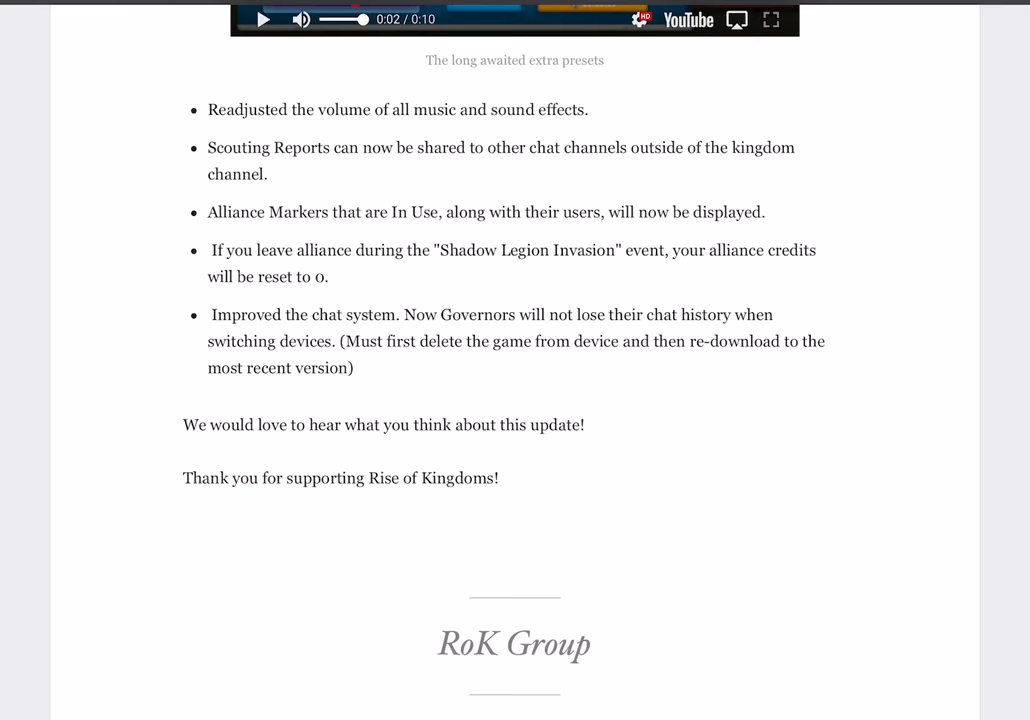 0:02 / 0:10
HD
YouTube
The long awaited extra presets
• Readjusted the volume of all music and sound effects.
• Scouting Reports can now be shared to other chat channels outside of the kingdom
channel.
• Alliance Markers that are In Use, along with their users, will now be displayed.
• If you leave alliance during the "Shadow Legion Invasion" event, your alliance credits
will be reset to 0.
• Improved the chat system. Now Governors will not lose their chat history when
switching devices. (Must first delete the game from device and then re-download to the
most recent version)
We would love to hear what you think about this update!
Thank you for supporting Rise of Kingdoms!
RoK Group